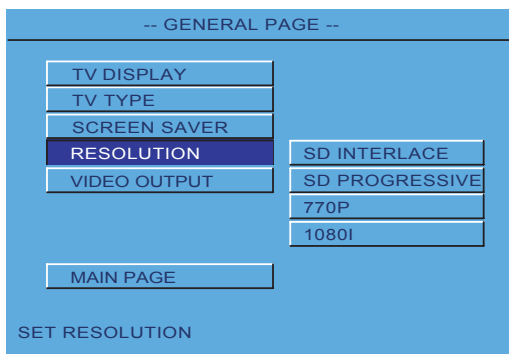 -- GENERAL PAGE --
TV DISPLAY
TV TYPE
SCREEN SAVER
RESOLUTION
VIDEO OUTPUT
SD INTERLACE
SD PROGRESSIVE
770P
1080I
MAIN PAGE
SET RESOLUTION